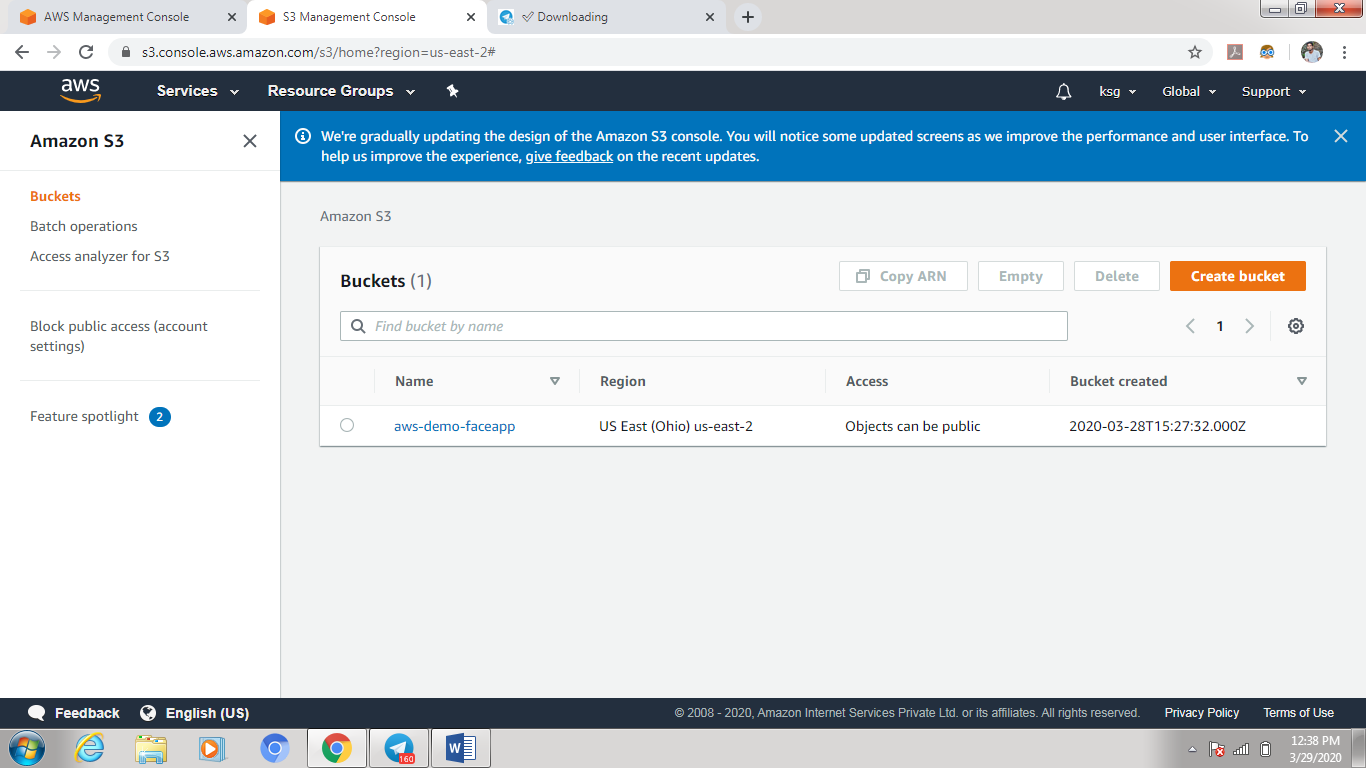 AWS Management Console
S3 Management Console
Downloading
s3.console.aws.amazon.com/s3/home?region=us-east-2#
aws
Services
Resource Groups
ksg
Global
Support
Amazon S3
Buckets
Batch operations
Access analyzer for S3
Block public access (account
settings)
Feature spotlight 2
We're gradually updating the design of the Amazon S3 console. You will notice some updated screens as we improve the performance and user interface. To
help us improve the experience, give feedback on the recent updates.
Amazon S3
Buckets (1)
Copy ARN
Empty
Delete
Create bucket
Find bucket by name
1
Name Region Access Bucket created
aws-demo-faceapp US East (Ohio) us-east-2 Objects can be public 2020-03-28T15:27:32.000Z
Feedback English (US) © 2008 - 2020, Amazon Internet Services Private Ltd. or its affiliates. All rights reserved. Privacy Policy Terms of Use
160
W
12:38 PM
3/29/2020